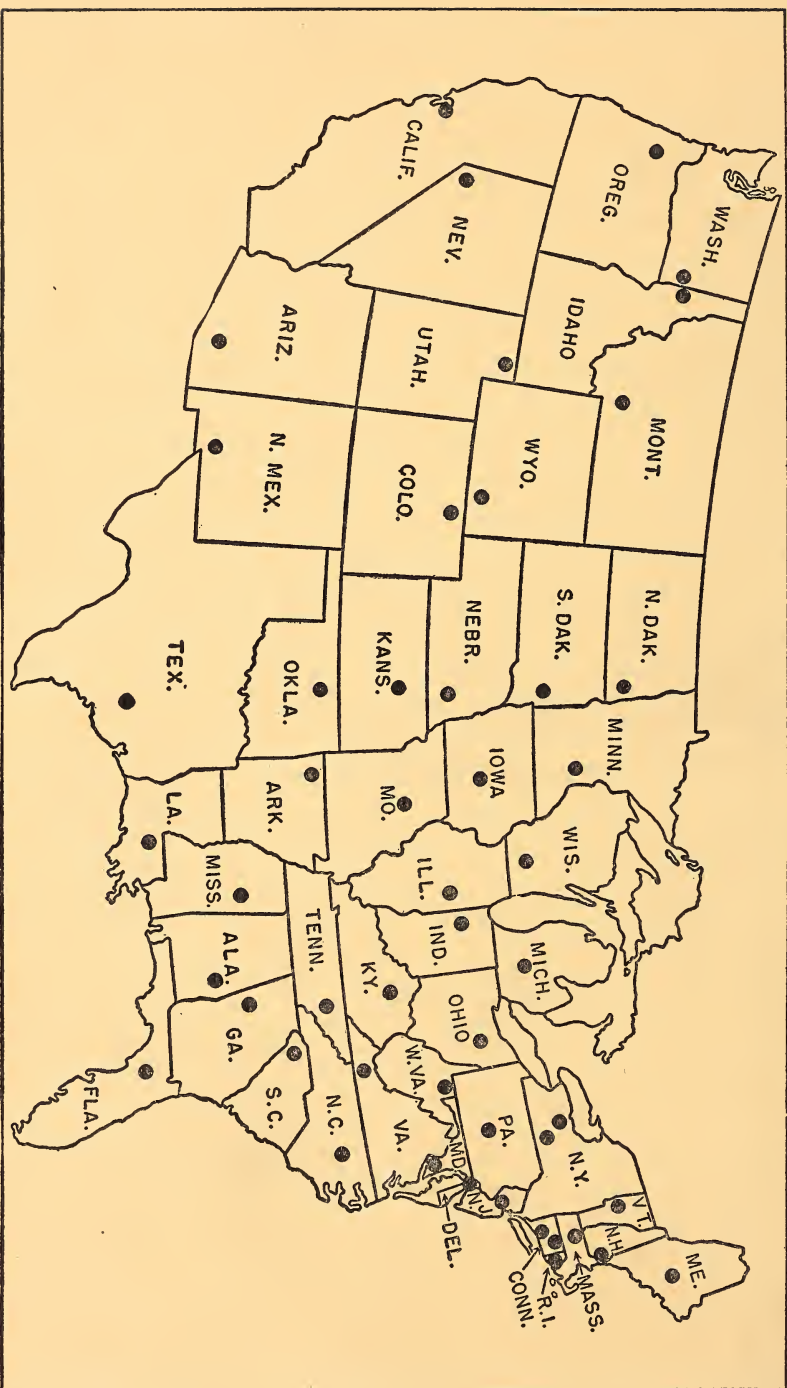 WASH.
OREG.
CALIF.
NEV.
IDAHO
MONT.
WYO.
UTAH.
COLO.
ARIZ.
N. MEX.
N. DAK.
S. DAK.
NEBR.
KANS.
OKLA.
TEX.
MINN.
IOWA
MO.
ARK.
LA.
WIS.
ILL.
MICH.
IND.
OHIO
KY.
TENN.
MISS.
ALA.
GA.
FLA.
S.C.
N.C.
VA.
W.VA.
MD.
DEL.
PA.
N.J.
N.Y.
VT.
N.H.
ME.
MASS.
R.I.
CONN.